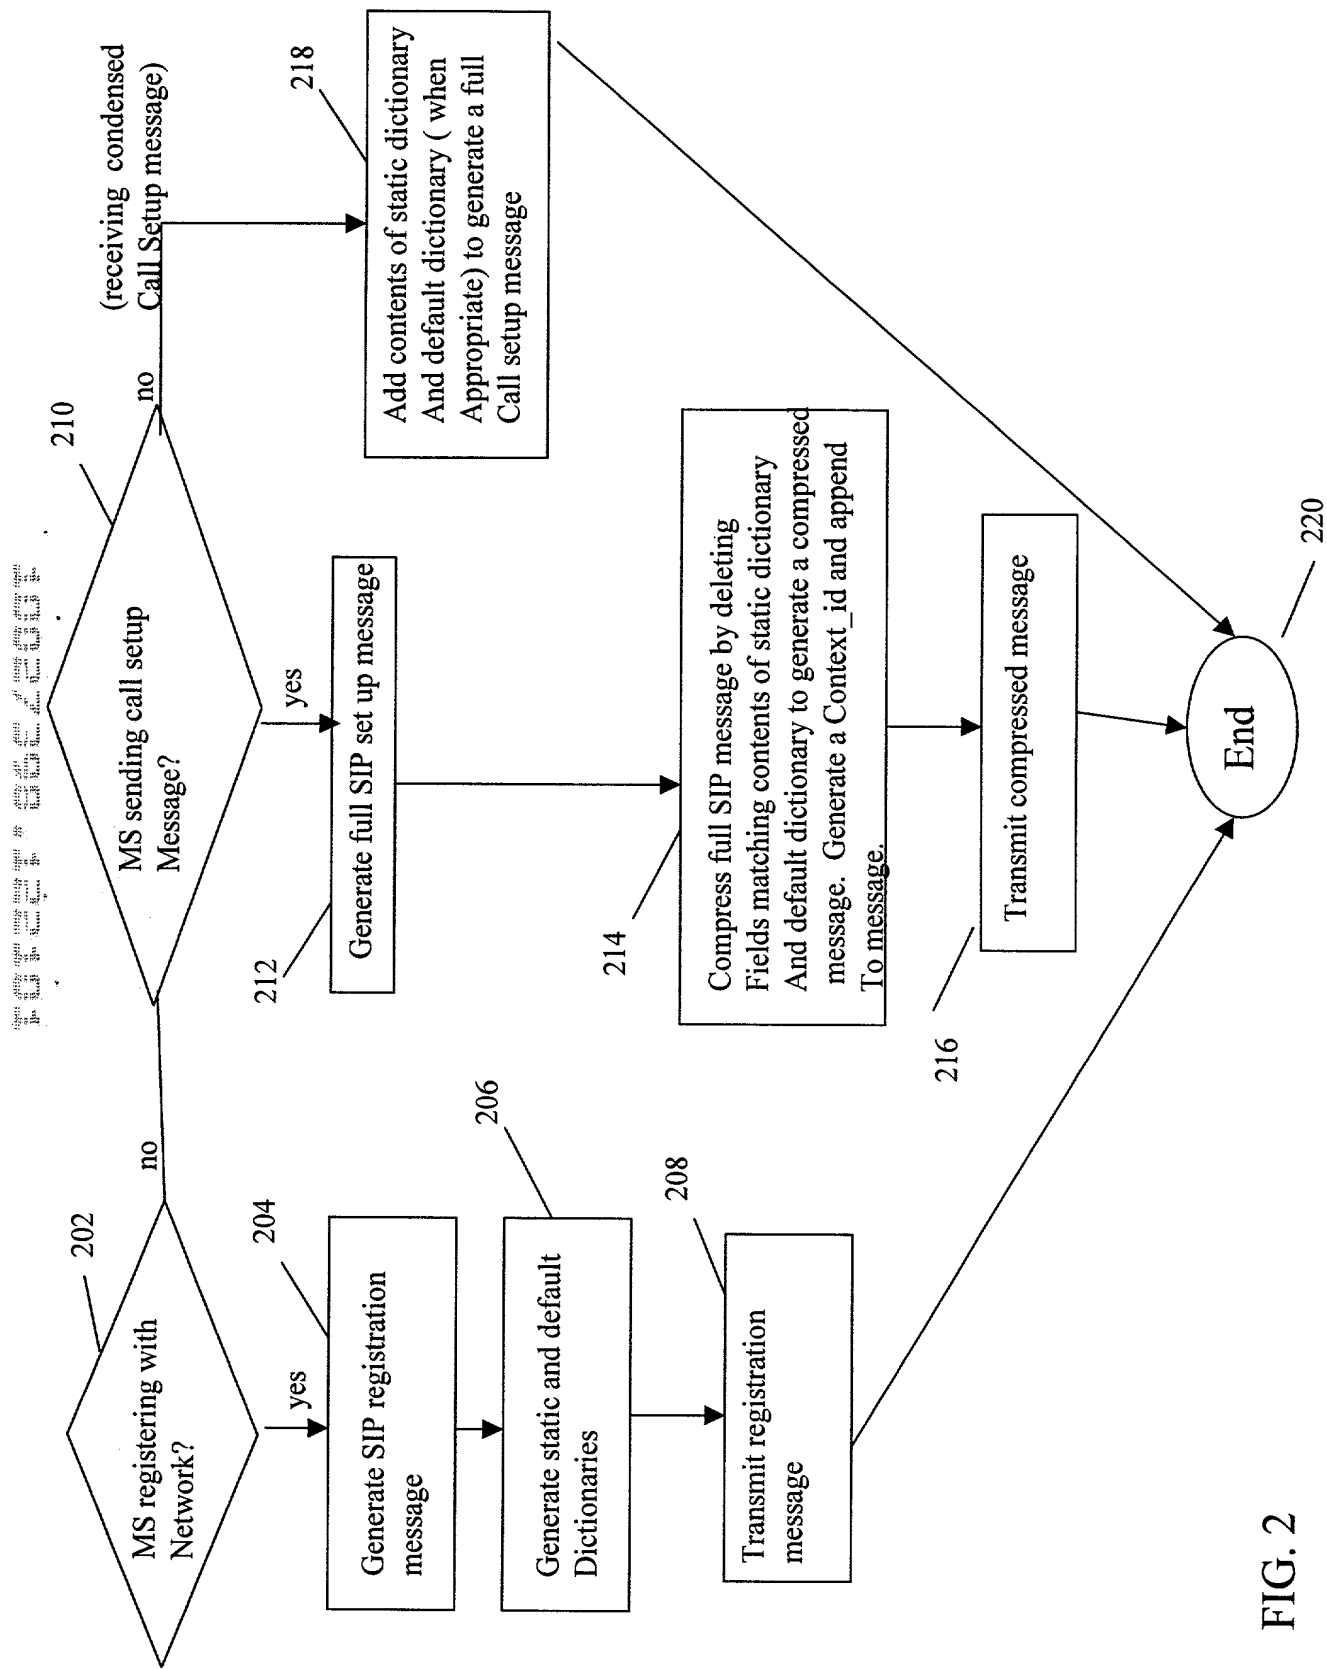 202
MS registering with
Network?
no
yes
204
Generate SIP registration
message
206
Generate static and default
Dictionaries
208
Transmit registration
message
210
MS sending call setup
Message?
yes
no
(receiving condensed
Call Setup message)
212
Generate full SIP set up message
214
Compress full SIP message by deleting
Fields matching contents of static dictionary
And default dictionary to generate a compressed
message. Generate a Context_id and append
To message.
216
Transmit compressed message
218
Add contents of static dictionary
And default dictionary ( when
Appropriate) to generate a full
Call setup message
End
220
FIG. 2